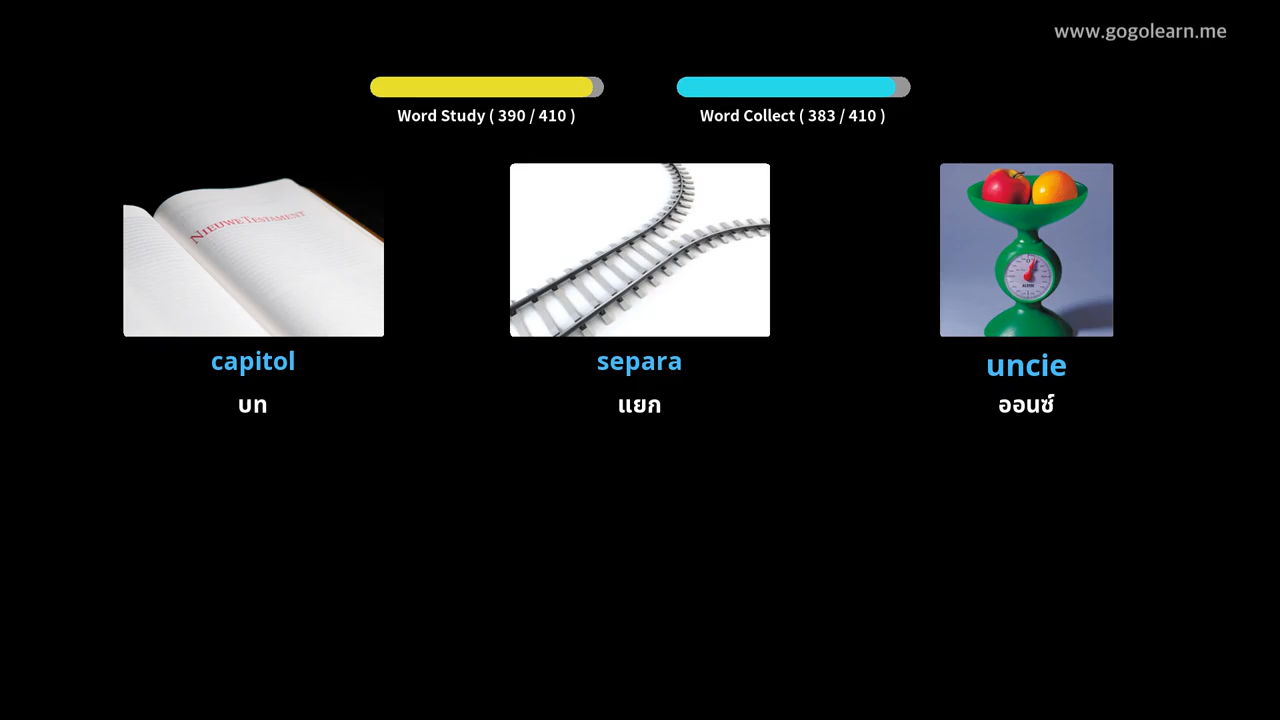 www.gogolearn.me
Word Study ( 390 / 410 )
Word Collect ( 383 / 410 )
NIEUWE TESTAMENT
capitol
separa
uncie
บท
แยก
ออนซ์